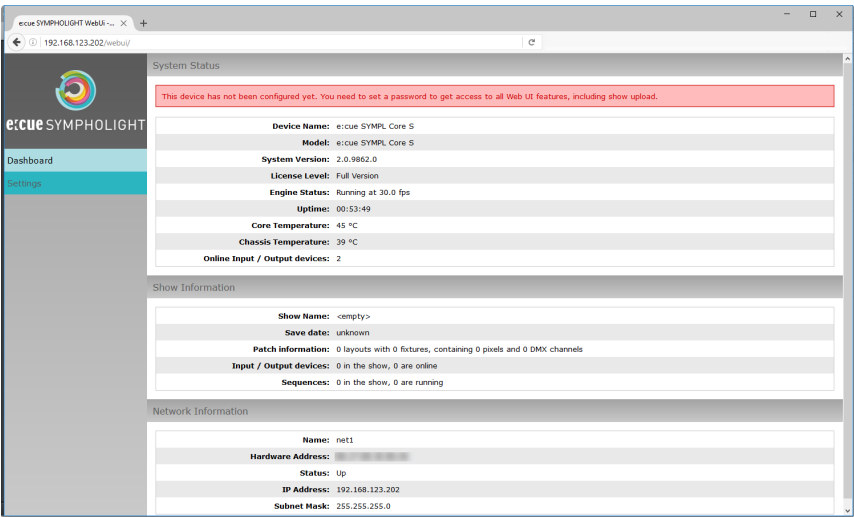 e:cue SYMPHOLIGHT WebUi -...
192.168.123.202/webui/
e:cue SYMPHOLIGHT
Dashboard
Settings
System Status
This device has not been configured yet. You need to set a password to get access to all Web UI features, including show upload.
Device Name: e:cue SYMPL Core S
Model: e:cue SYMPL Core S
System Version: 2.0.9862.0
License Level: Full Version
Engine Status: Running at 30.0 fps
Uptime: 00:53:49
Core Temperature: 45 °C
Chassis Temperature: 39 °C
Online Input / Output devices: 2
Show Information
Show Name: <empty>
Save date: unknown
Patch information: 0 layouts with 0 fixtures, containing 0 pixels and 0 DMX channels
Input / Output devices: 0 in the show, 0 are online
Sequences: 0 in the show, 0 are running
Network Information
Name: net1
Hardware Address:
Status: Up
IP Address: 192.168.123.202
Subnet Mask: 255.255.255.0